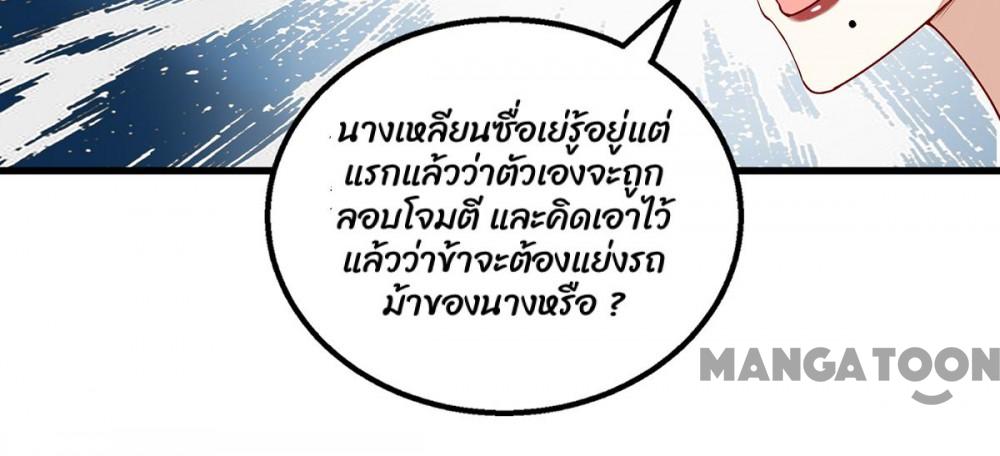 นางเหลียนซื่อเย่รู้อยู่แต่
แรกแล้วว่าตัวเองจะถูก
ลอบโจมตี และคิดเอาไว้
แล้วว่าข้าจะต้องแย่งรถ
ม้าของนางหรือ ?
MANGATOON